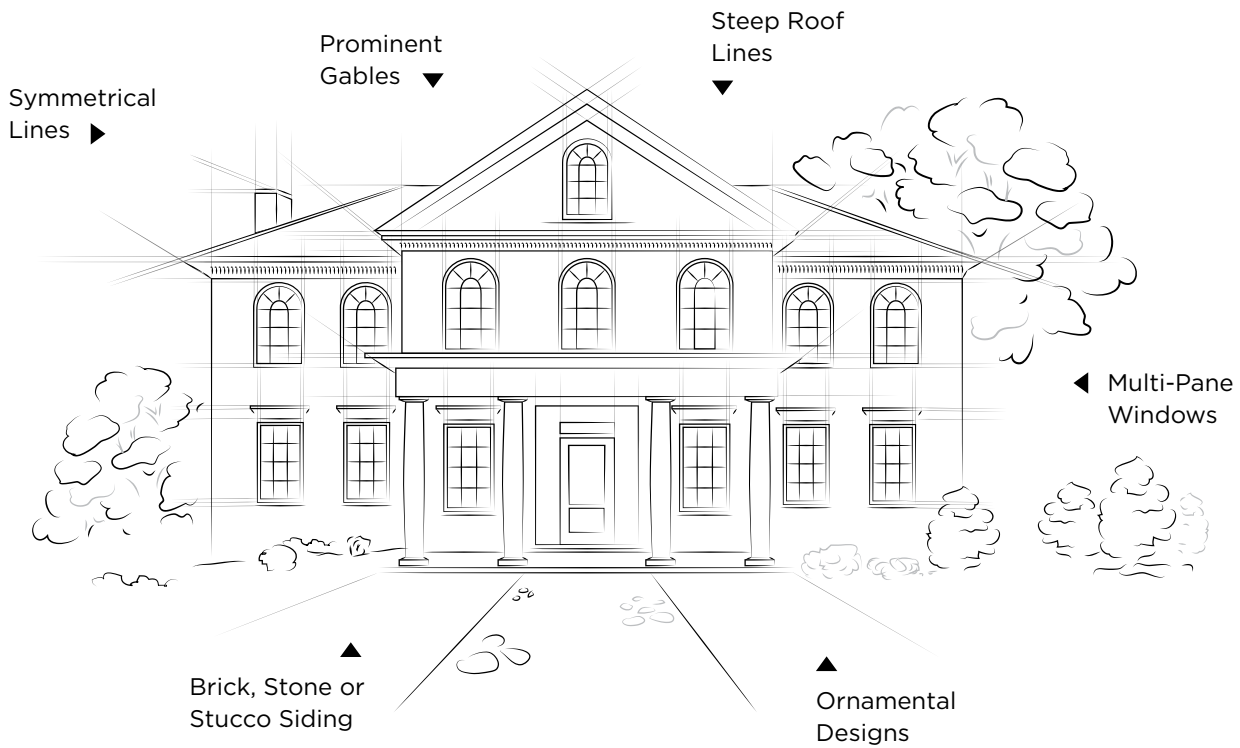 Steep Roof
Lines
Prominent
Gables
Symmetrical
Lines
Multi-Pane
Windows
Brick, Stone or
Stucco Siding
Ornamental
Designs